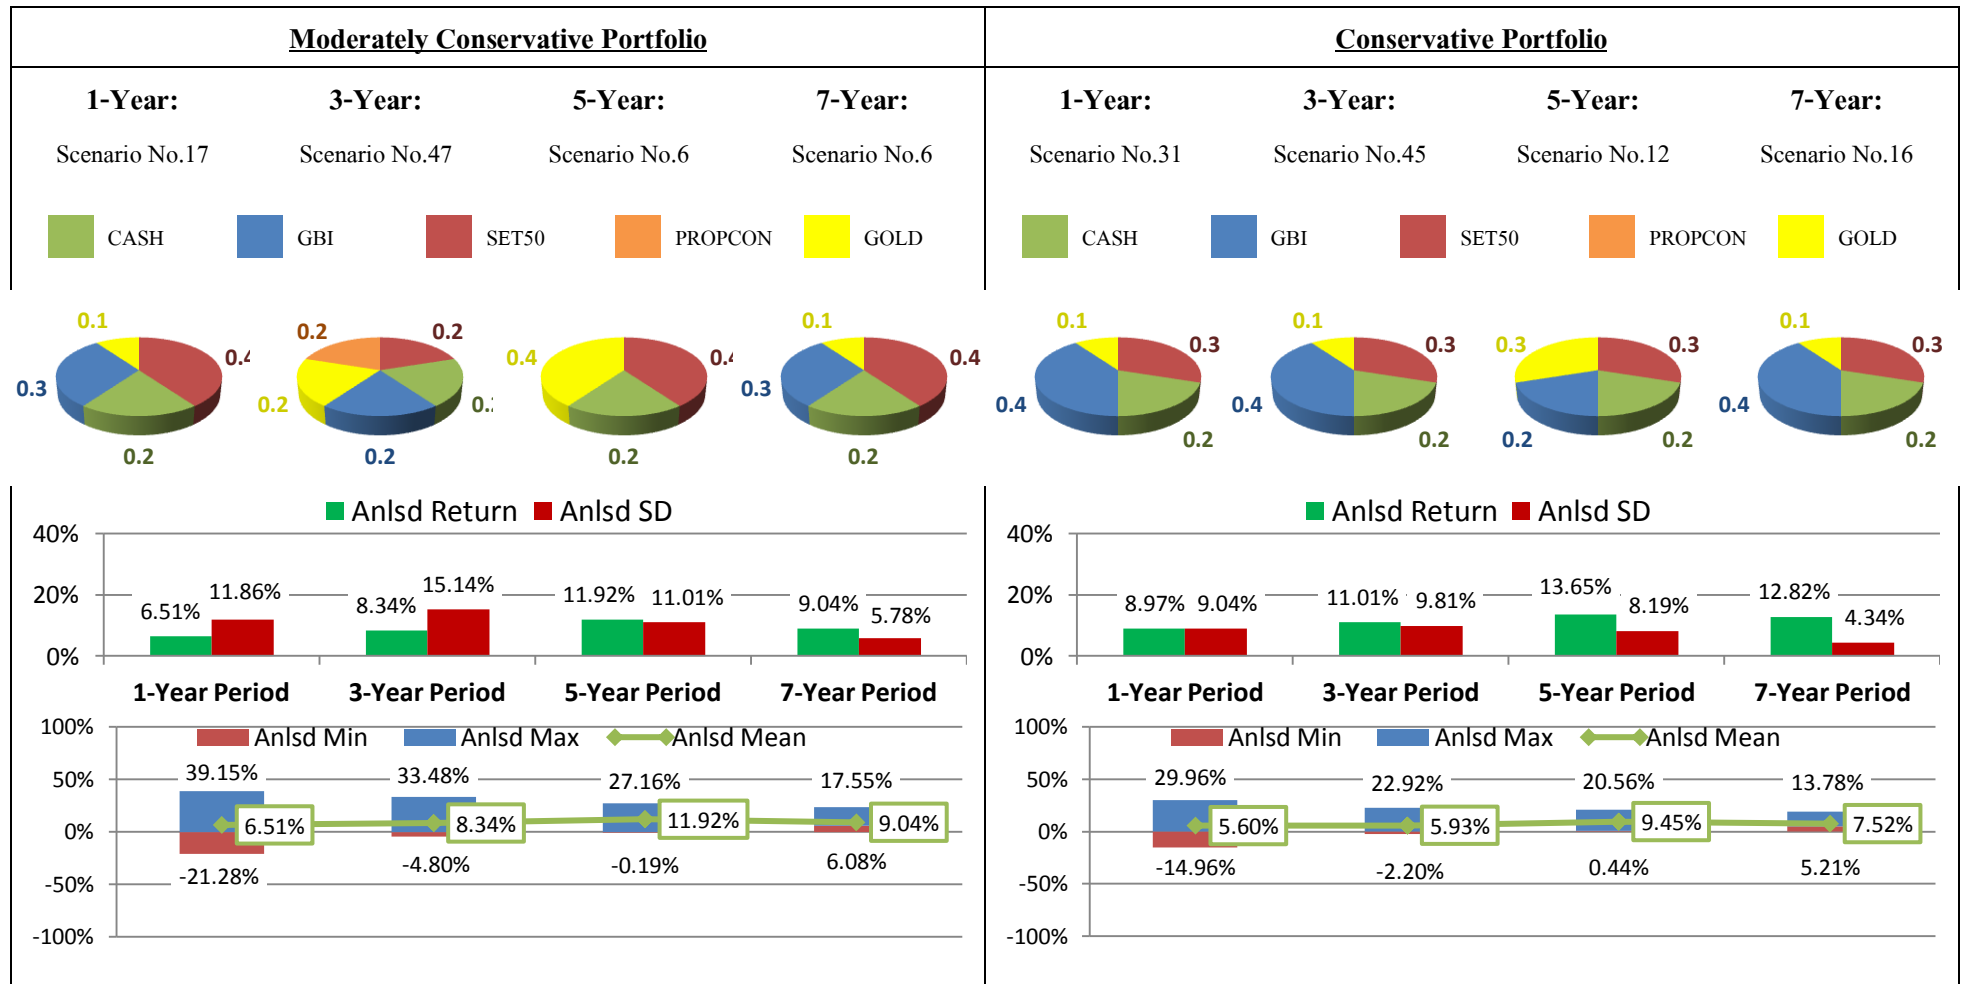 Moderately Conservative Portfolio
Conservative Portfolio
1-Year: 3-Year: 5-Year: 7-Year:
Scenario No.17 Scenario No.47 Scenario No.6 Scenario No.6
CASH GBI SET50 PROPCON GOLD
0.1 0.4 0.3 0.2
0.2 0.2 0.2 0.2
0.4 0.4 0.2
0.1 0.4 0.3 0.2
Anlsd Return Anlsd SD
40%
20%
0%
6.51% 11.86% 8.34% 15.14% 11.92% 11.01% 9.04% 5.78%
1-Year Period 3-Year Period 5-Year Period 7-Year Period
100%
50%
0%
-50%
-100%
Anlsd Min Anlsd Max Anlsd Mean
39.15% 33.48% 27.16% 17.55%
6.51% 8.34% 11.92% 9.04%
-21.28% -4.80% -0.19% 6.08%
1-Year: 3-Year: 5-Year: 7-Year:
Scenario No.31 Scenario No.45 Scenario No.12 Scenario No.16
CASH GBI SET50 PROPCON GOLD
0.1 0.3 0.4 0.2
0.1 0.3 0.4 0.2
0.3 0.3 0.2 0.2
0.1 0.3 0.4 0.2
Anlsd Return Anlsd SD
40%
20%
0%
8.97% 9.04% 11.01% 9.81% 13.65% 8.19% 12.82% 4.34%
1-Year Period 3-Year Period 5-Year Period 7-Year Period
100%
50%
0%
-50%
-100%
Anlsd Min Anlsd Max Anlsd Mean
29.96% 22.92% 20.56% 13.78%
5.60% 5.93% 9.45% 7.52%
-14.96% -2.20% 0.44% 5.21%